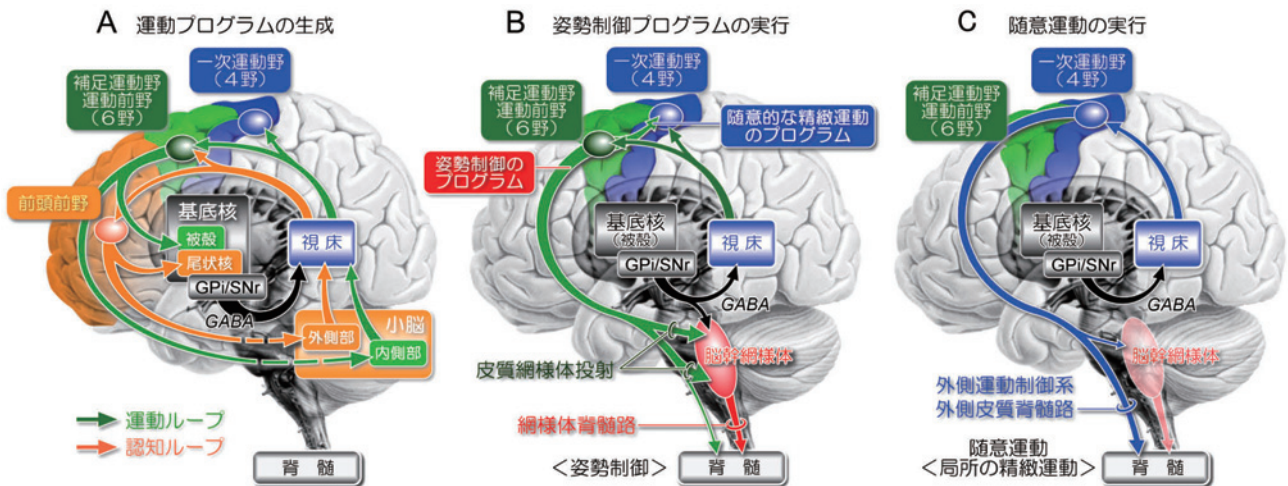 A 運動プログラムの生成
一次運動野
(4野)
補足運動野
運動前野
(6野)
前頭前野
基底核
被殻
尾状核
GPi/SNr
GABA
視床
小脳
外側部
内側部
運動ループ
認知ループ
脊 髄
B 姿勢制御プログラムの実行
一次運動野
(4野)
補足運動野
運動前野
(6野)
随意的な精緻運動
のプログラム
姿勢制御の
プログラム
基底核
(被殻)
GPi/SNr
視床
GABA
脳幹網様体
皮質網様体投射
網様体脊髄路
<姿勢制御>
脊 髄
C 随意運動の実行
一次運動野
(4野)
補足運動野
運動前野
(6野)
基底核
(被殻)
GPi/SNr
視床
GABA
脳幹網様体
外側運動制御系
外側皮質脊髄路
随意運動
<局所の精緻運動>
脊 髄